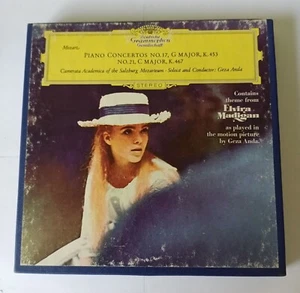 Deutsche
Grammophon
Gesellschaft
Mozart,
PIANO CONCERTOS NO.17, G MAJOR, K.453
NO.21, C MAJOR, K.467
Camerata Academica of the Salzburg Mozarteum · Soloist and Conductor: Geza Anda
STEREO
Contains
theme from
Elvira
Madigan
as played in
the motion picture
by Geza Anda.